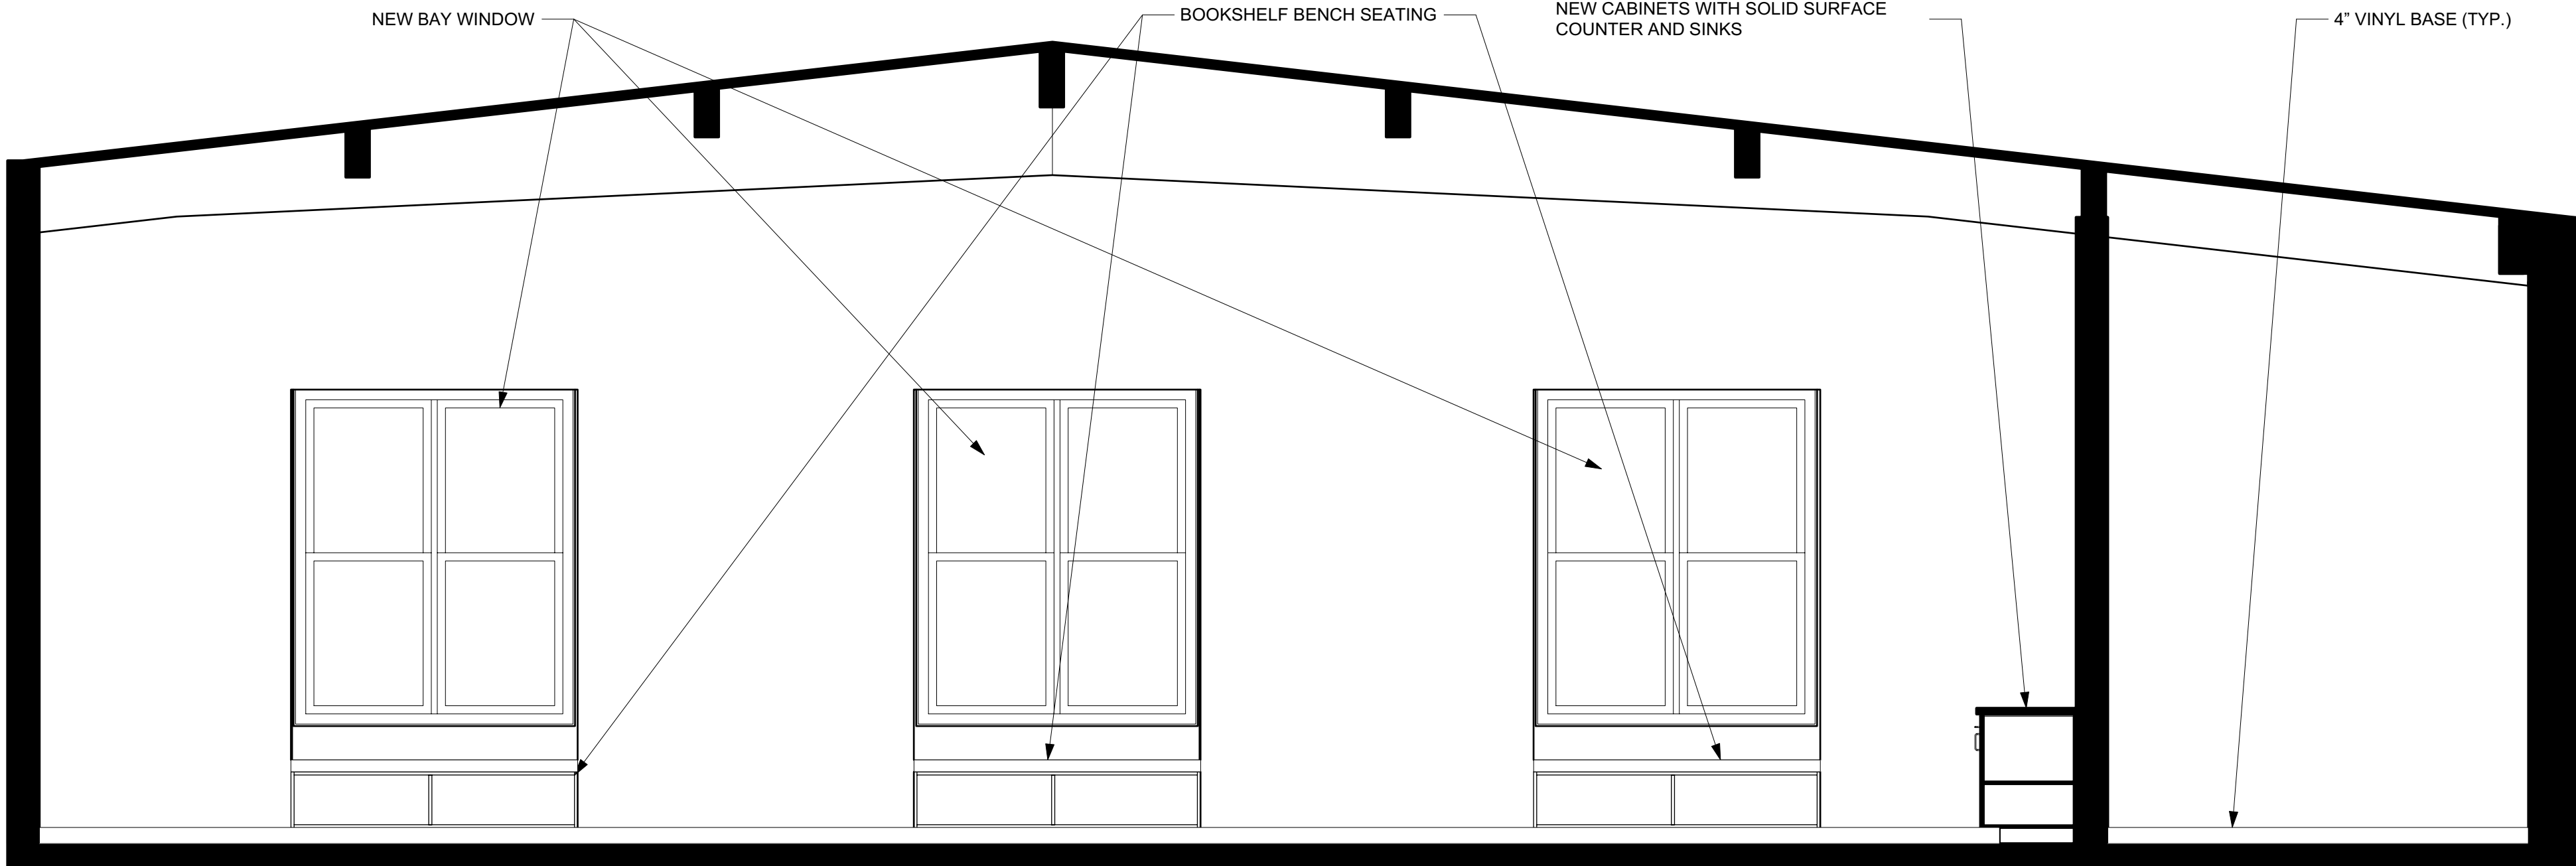 NEW BAY WINDOW
BOOKSHELF BENCH SEATING
NEW CABINETS WITH SOLID SURFACE
COUNTER AND SINKS
4” VINYL BASE (TYP.)